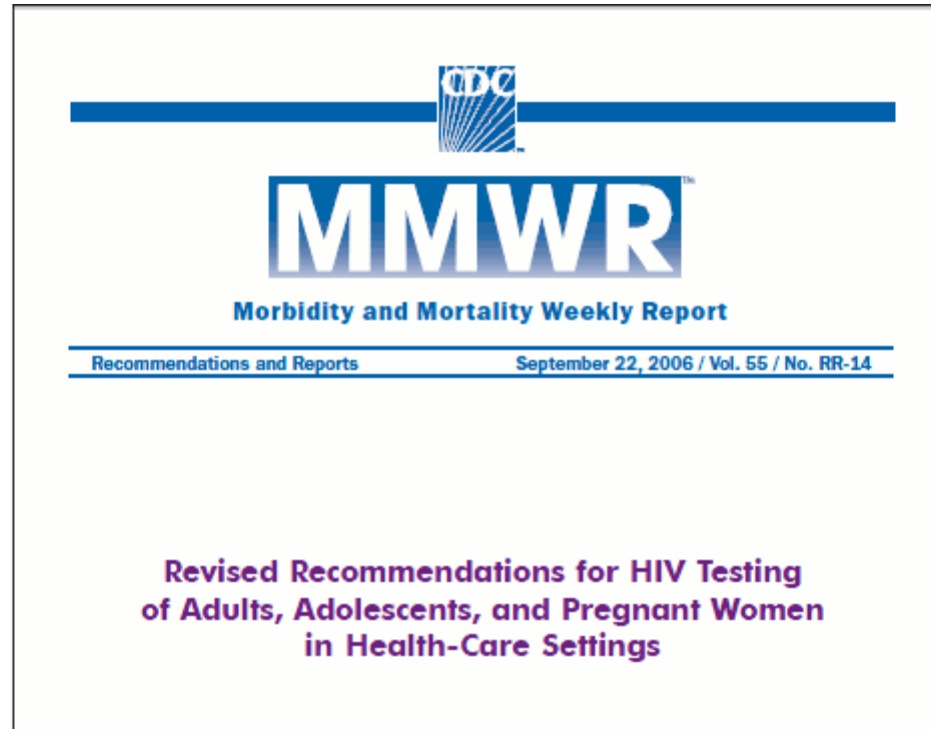 CDC
MMWR™
Morbidity and Mortality Weekly Report
Recommendations and Reports September 22, 2006 / Vol. 55 / No. RR-14
Revised Recommendations for HIV Testing
of Adults, Adolescents, and Pregnant Women
in Health-Care Settings